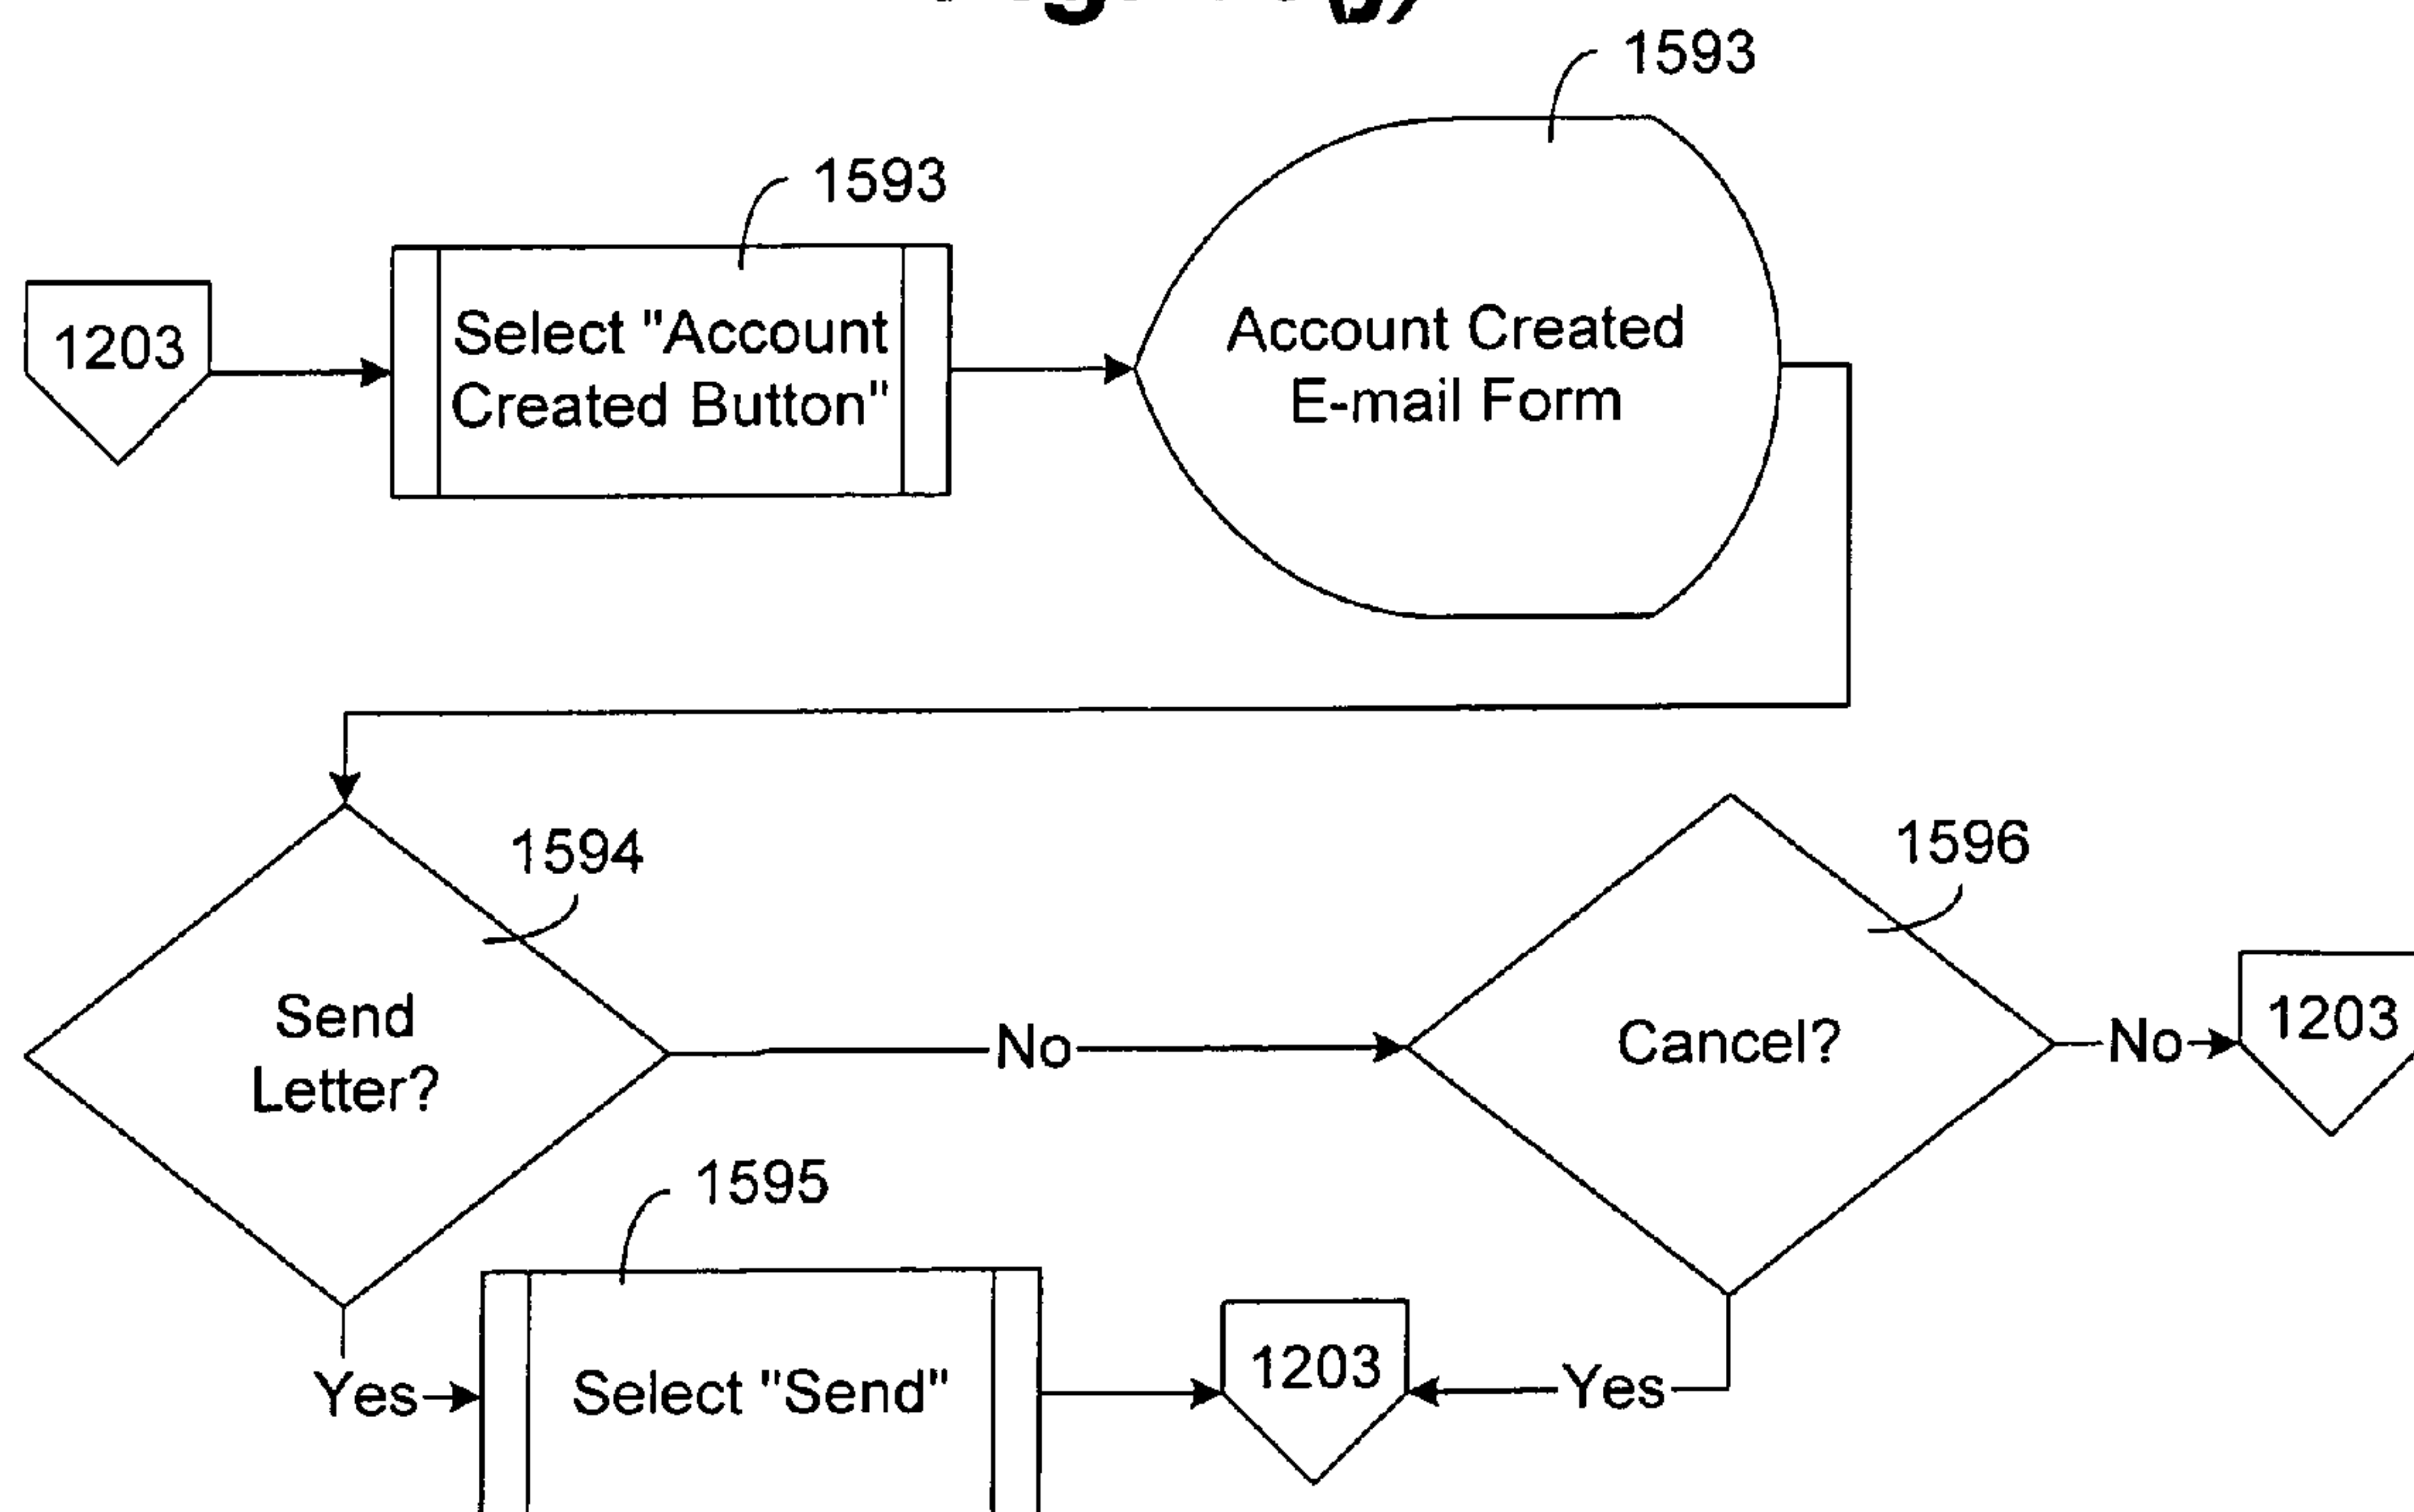 1593
1593
1203
Select "Account
Created Button"
Account Created
E-mail Form
1594
1596
Send
Letter?
No
Cancel?
No
1203
1595
Yes
Select "Send"
1203
Yes